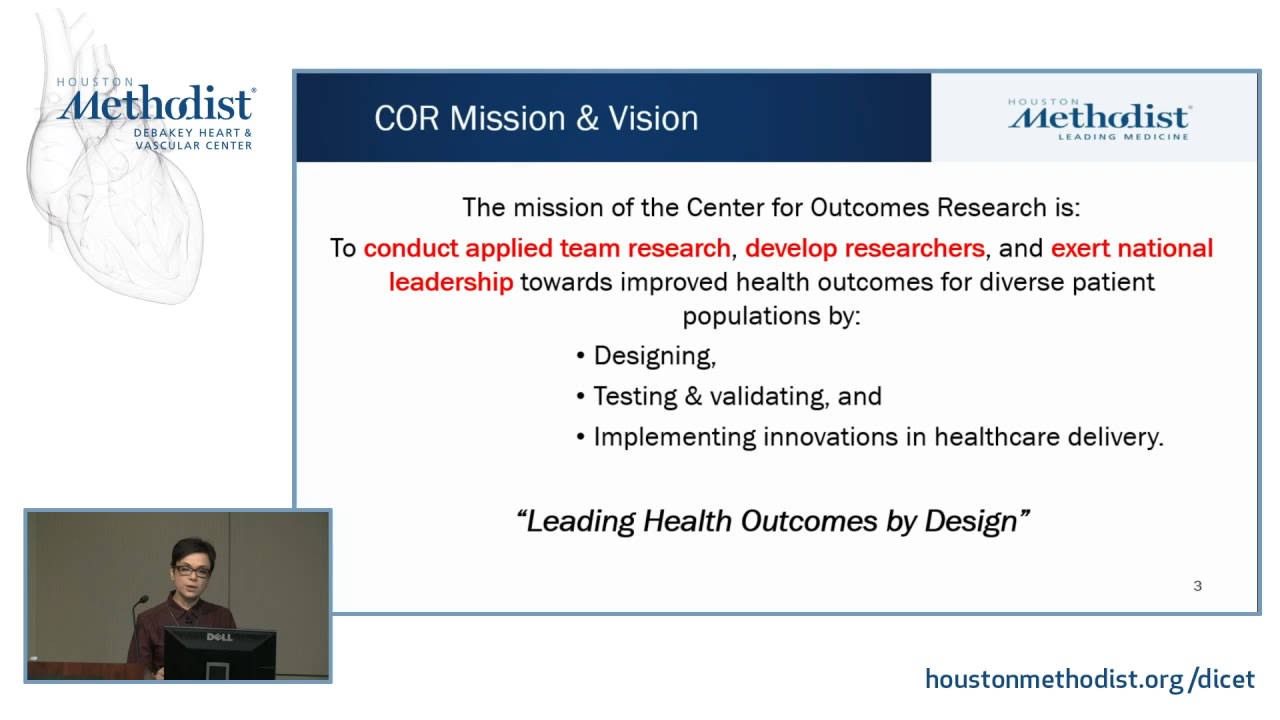 HOUSTON
Methodist®
DEBAKEY HEART &
VASCULAR CENTER
COR Mission & Vision
HOUSTON
Methodist®
LEADING MEDICINE
The mission of the Center for Outcomes Research is:
To conduct applied team research, develop researchers, and exert national
leadership towards improved health outcomes for diverse patient
populations by:
• Designing,
• Testing & validating, and
• Implementing innovations in healthcare delivery.
“Leading Health Outcomes by Design”
3
DELL
houstonmethodist.org/dicet